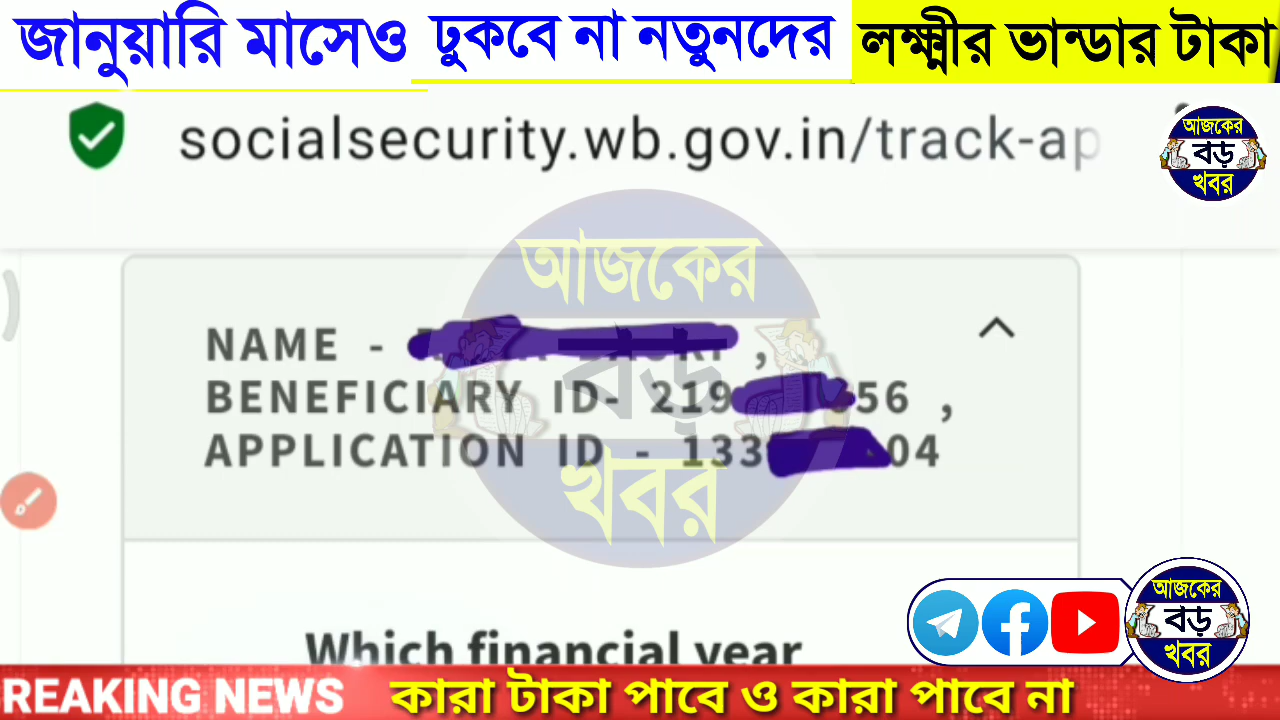 জানুয়ারি মাসেও ঢুকবে না নতুনদের লক্ষ্মীর ভান্ডার টাকা
socialsecurity.wb.gov.in/track-ap
আজকের
বড়
খবর
আজকের
বড়
খবর
NAME - ,
BENEFICIARY ID- 219 56 ,
APPLICATION ID - 133 04
Which financial year
আজকের
বড়
খবর
REAKING NEWS কারা টাকা পাবে ও কারা পাবে না